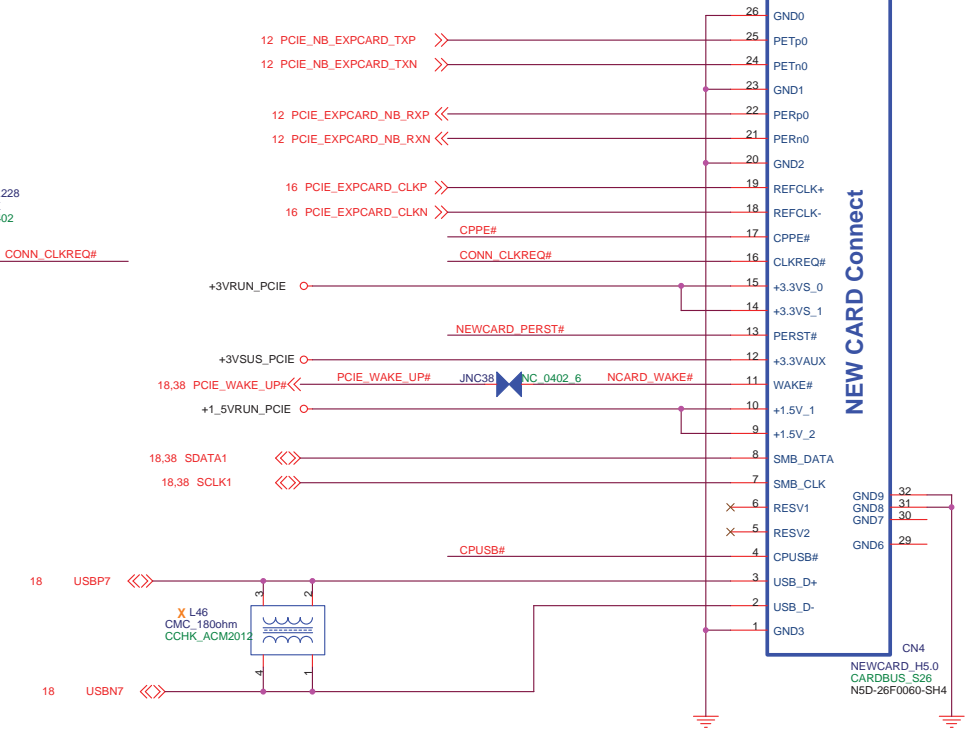 26 GND0
12 PCIE_NB_EXPCARD_TXP 25 PETp0
12 PCIE_NB_EXPCARD_TXN 24 PETn0
23 GND1
12 PCIE_EXPCARD_NB_RXP 22 PERp0
12 PCIE_EXPCARD_NB_RXN 21 PERn0
20 GND2
16 PCIE_EXPCARD_CLKP 19 REFCLK+
228
16 PCIE_EXPCARD_CLKN 18 REFCLK-
02
CPPE# 17 CPPE#
CONN_CLKREQ# CONN_CLKREQ# 16 CLKREQ#
+3VRUN_PCIE 15 +3.3VS_0
14 +3.3VS_1
NEWCARD_PERST# 13 PERST#
+3VSUS_PCIE 12 +3.3VAUX
18,38 PCIE_WAKE_UP# PCIE_WAKE_UP# JNC38 NC_0402_6 NCARD_WAKE# 11 WAKE#
+1_5VRUN_PCIE 10 +1.5V_1
9 +1.5V_2
NEW CARD Connect
18,38 SDATA1 8 SMB_DATA
18,38 SCLK1 7 SMB_CLK
GND9 32
6 RESV1 GND8 31
GND7 30
5 RESV2
GND6 29
CPUSB# 4 CPUSB#
18 USBP7 3 USB_D+
3 2
2 USB_D-
X L46
CMC_180ohm
CCHK_ACM2012
1 GND3
CN4
NEWCARD_H5.0
CARDBUS_S26
N5D-26F0060-SH4
4 1
18 USBN7